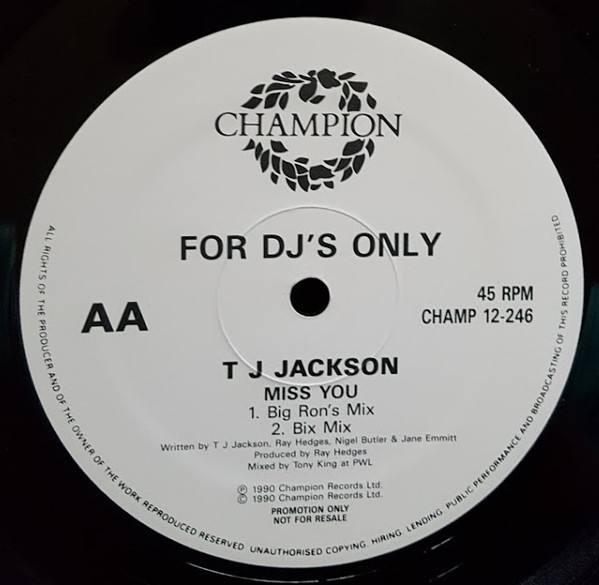 CHAMPION
FOR DJ'S ONLY
AA
45 RPM
CHAMP 12-246
T J JACKSON
MISS YOU
1. Big Ron's Mix
2. Bix Mix
Written by T J Jackson, Ray Hedges, Nigel Butler & Jane Emmitt
Produced by Ray Hedges
Mixed by Tony King at PWL
℗ 1990 Champion Records Ltd.
© 1990 Champion Records Ltd.
PROMOTION ONLY
NOT FOR RESALE
ALL RIGHTS OF THE PRODUCER AND OF THE OWNER OF THE WORK REPRODUCED RESERVED. UNAUTHORISED COPYING, HIRING, LENDING, PUBLIC PERFORMANCE AND BROADCASTING OF THIS RECORD PROHIBITED